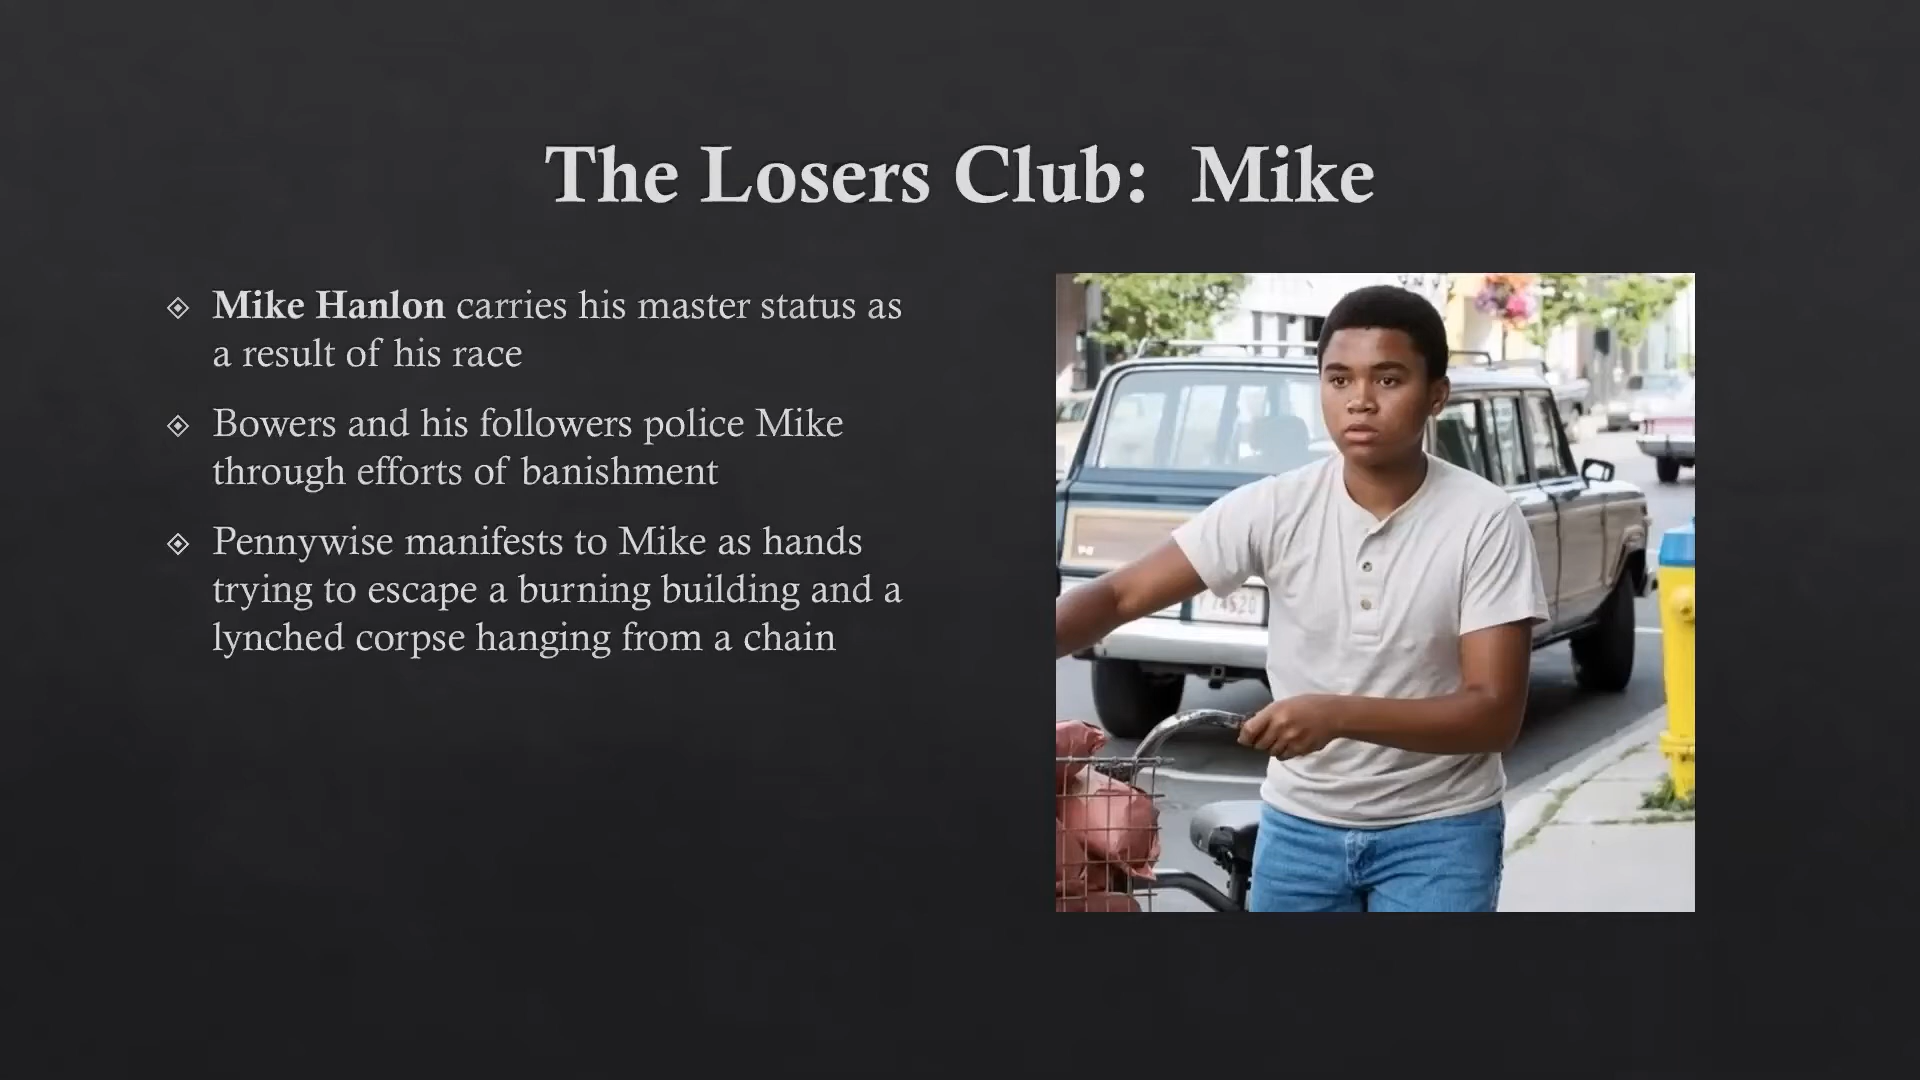 The Losers Club:  Mike
Mike Hanlon carries his master status as
a result of his race
Bowers and his followers police Mike
through efforts of banishment
Pennywise manifests to Mike as hands
trying to escape a burning building and a
lynched corpse hanging from a chain